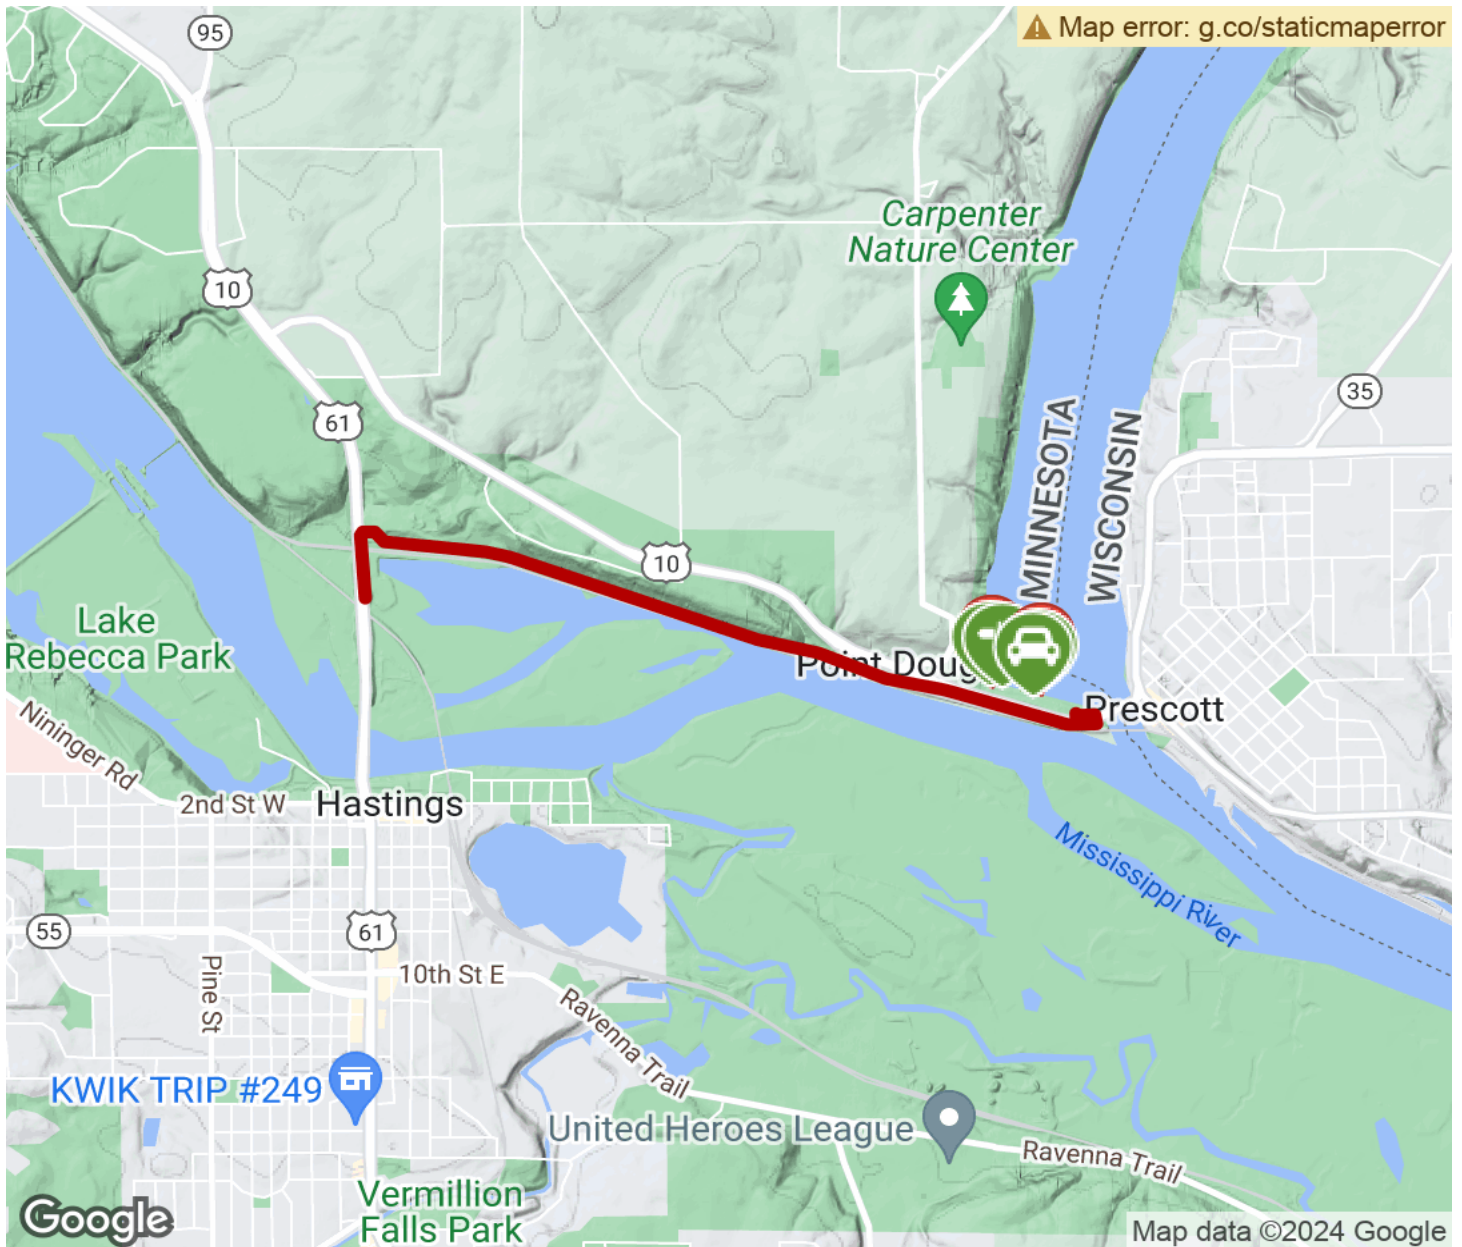 95
Map error: g.co/staticmaperror
Carpenter
Nature Center
10
61
35
MINNESOTA
WISCONSIN
10
Lake
Rebecca Park
Point Doug
Prescott
Nininger Rd
2nd St W
Hastings
Mississippi River
55
61
10th St E
Pine St
Ravenna Trail
KWIK TRIP #249
United Heroes League
Ravenna Trail
Vermillion
Falls Park
Google
Map data ©2024 Google